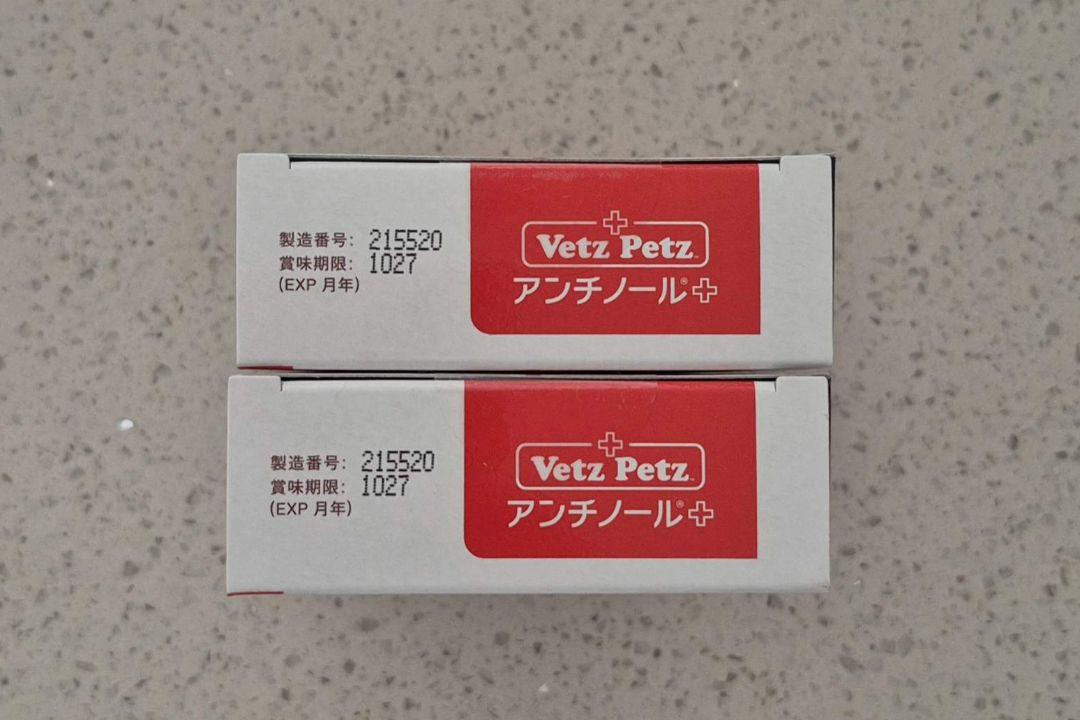 製造番号: 215520
賞味期限: 1027
(EXP 月年)
Vetz Petz™
アンチノール®+
製造番号: 215520
賞味期限: 1027
(EXP 月年)
Vetz Petz™
アンチノール®+